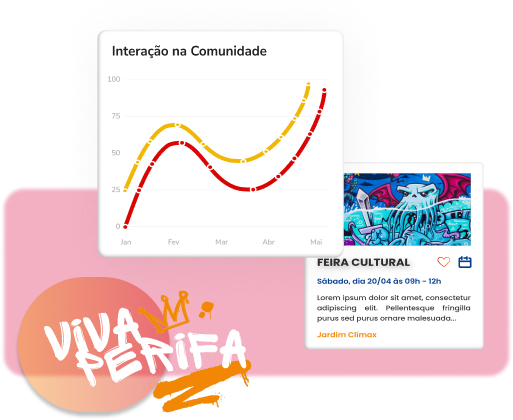 Interação na Comunidade
100
75
50
25
0
Jan
Fev
Mar
Abr
Mai
FEIRA CULTURAL
Sábado, dia 20/04 às 09h - 12h
Lorem ipsum dolor sit amet, consectetur
adipiscing elit. Pellentesque fringilla
purus sed purus ornare malesuada...
Jardim Clímax
VIVA
PERIFA